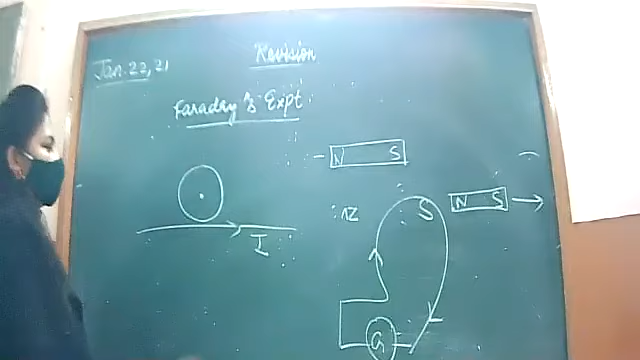 Jan. 22, 21
Revision
Faraday's Expt.
N S
I
S
N S
G